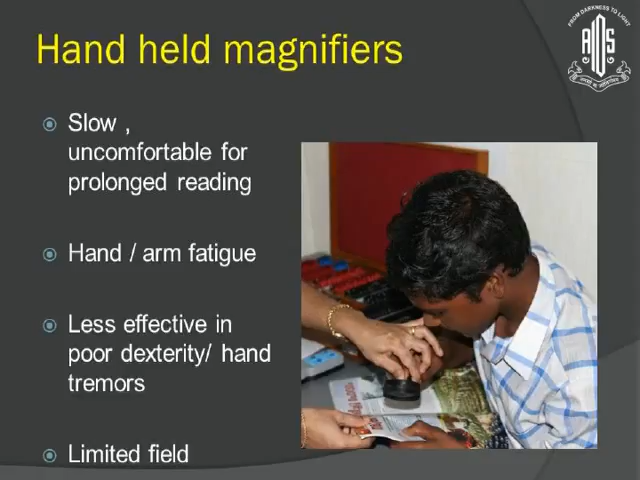 Hand held magnifiers
FROM DARKNESS TO LIGHT
Slow ,
uncomfortable for
prolonged reading
Hand / arm fatigue
Less effective in
poor dexterity/ hand
tremors
Limited field